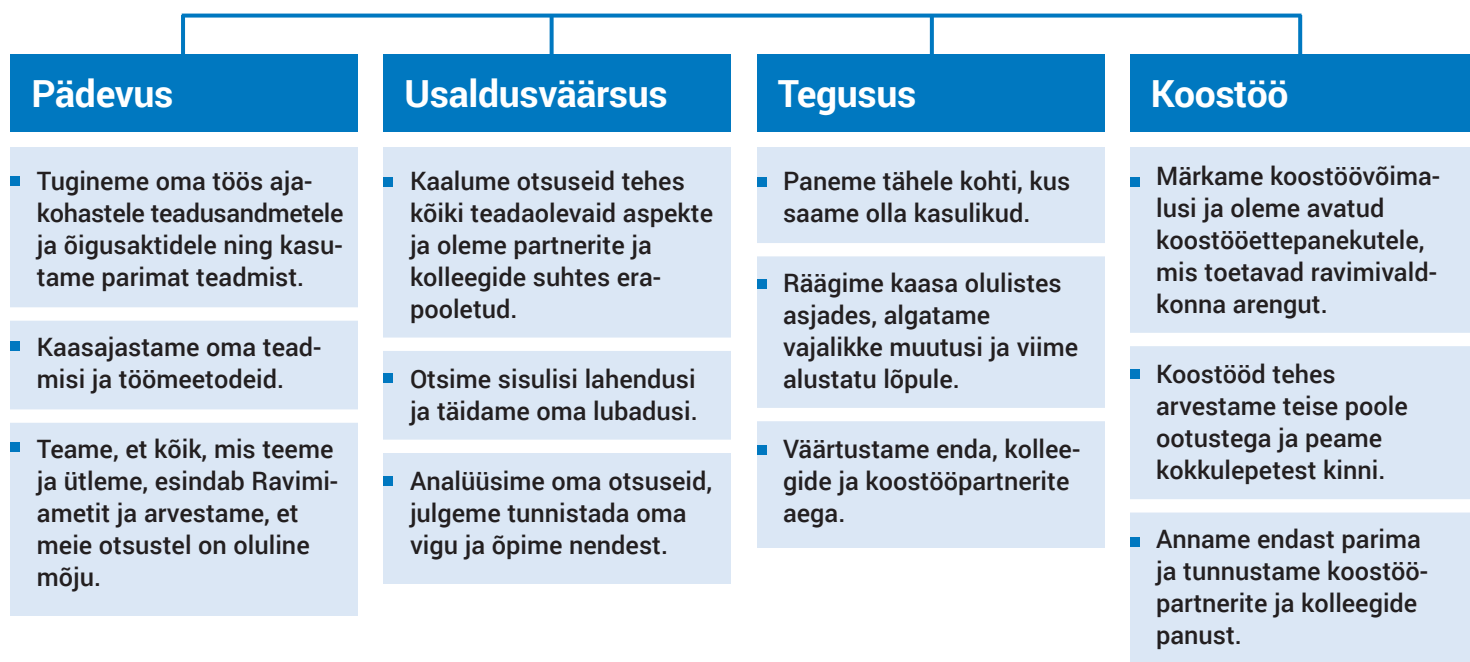 Pädevus
Tugineme oma töös aja-
kohastele teadusandmetele
ja õigusaktidele ning kasu-
tame parimat teadmist.
Kaasajastame oma tead-
misi ja töömeetodeid.
Teame, et kõik, mis teeme
ja ütleme, esindab Ravimi-
ametit ja arvestame, et
meie otsustel on oluline
mõju.
Usaldusväärsus
Kaalume otsuseid tehes
kõiki teadaolevaid aspekte
ja oleme partnerite ja
kolleegide suhtes era-
pooletud.
Otsime sisulisi lahendusi
ja täidame oma lubadusi.
Analüüsime oma otsuseid,
julgeme tunnistada oma
vigu ja õpime nendest.
Tegusus
Paneme tähele kohti, kus
saame olla kasulikud.
Räägime kaasa olulistes
asjades, algatame
vajalikke muutusi ja viime
alustatu lõpule.
Väärtustame enda, kollee-
gide ja koostööpartnerite
aega.
Koostöö
Märkame koostöövõima-
lusi ja oleme avatud
koostööettepanekutele,
mis toetavad ravimivald-
konna arengut.
Koostööd tehes
arvestame teise poole
ootustega ja peame
kokkulepetest kinni.
Anname endast parima
ja tunnustame koostöö-
partnerite ja kolleegide
panust.